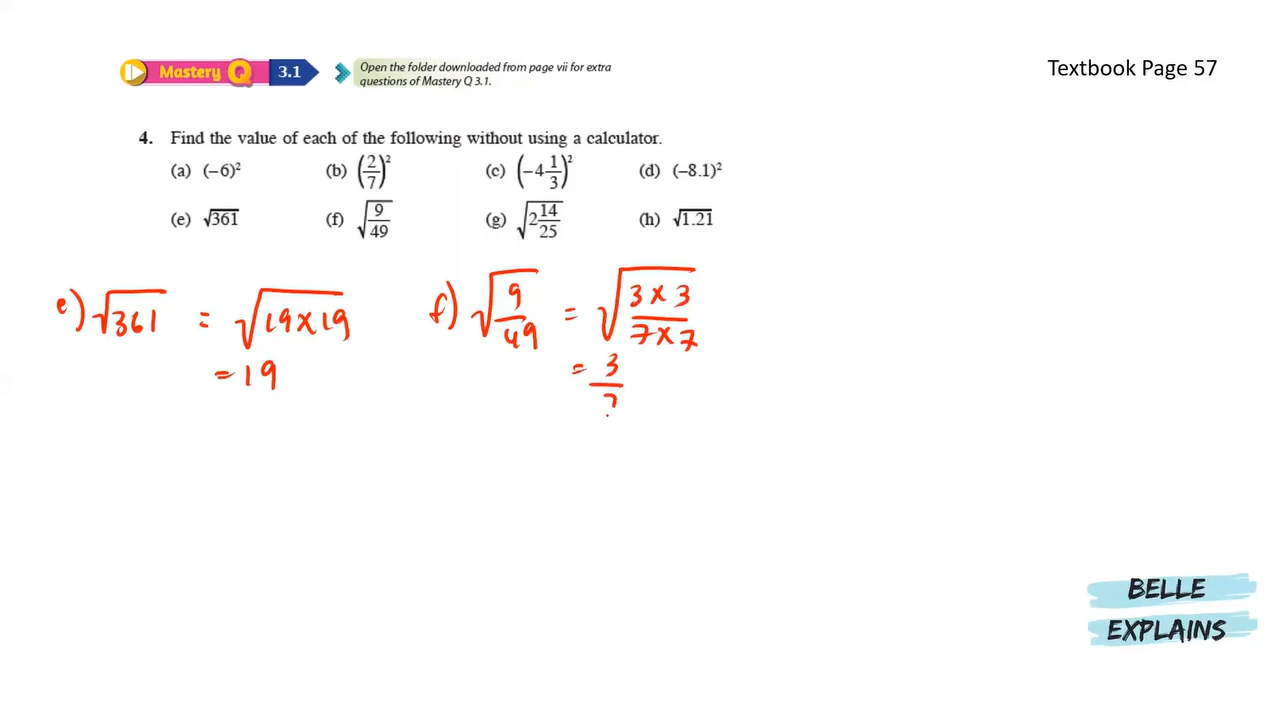 Mastery Q 3.1
Open the folder downloaded from page vii for extra
questions of Mastery Q 3.1.
Textbook Page 57
4. Find the value of each of the following without using a calculator.
(a) (–6)² (b) (2/7)² (c) (–4 1/3)² (d) (–8.1)²
(e) √361 (f) √(9/49) (g) √(2 14/25) (h) √1.21
e) √361 = √(19 × 19) f) √(9/49) = √((3 × 3)/(7 × 7))
= 19 = 3/7
BELLE
EXPLAINS